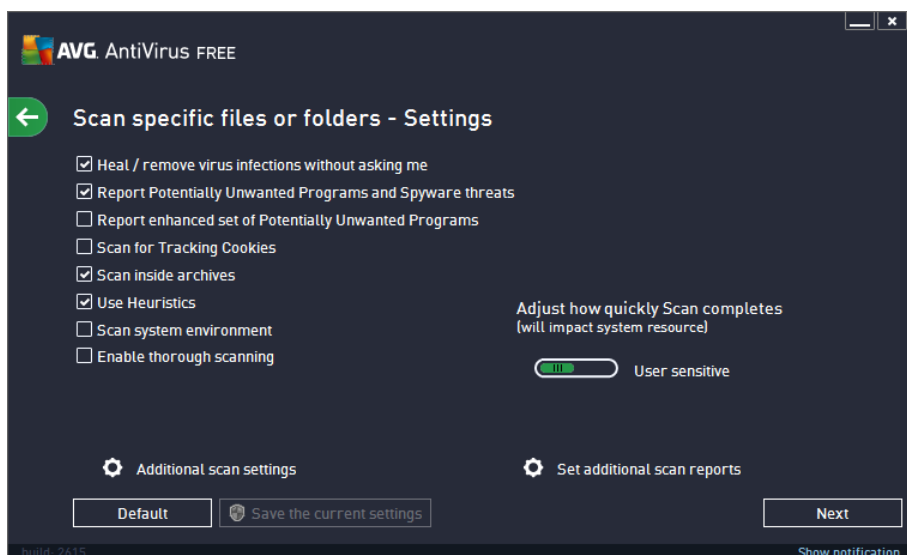 AVG. AntiVirus FREE
Scan specific files or folders - Settings
Heal / remove virus infections without asking me
Report Potentially Unwanted Programs and Spyware threats
Report enhanced set of Potentially Unwanted Programs
Scan for Tracking Cookies
Scan inside archives
Use Heuristics
Scan system environment
Enable thorough scanning
Adjust how quickly Scan completes
(will impact system resource)
User sensitive
Additional scan settings
Set additional scan reports
Default
Save the current settings
Next
build: 2615
Show notification